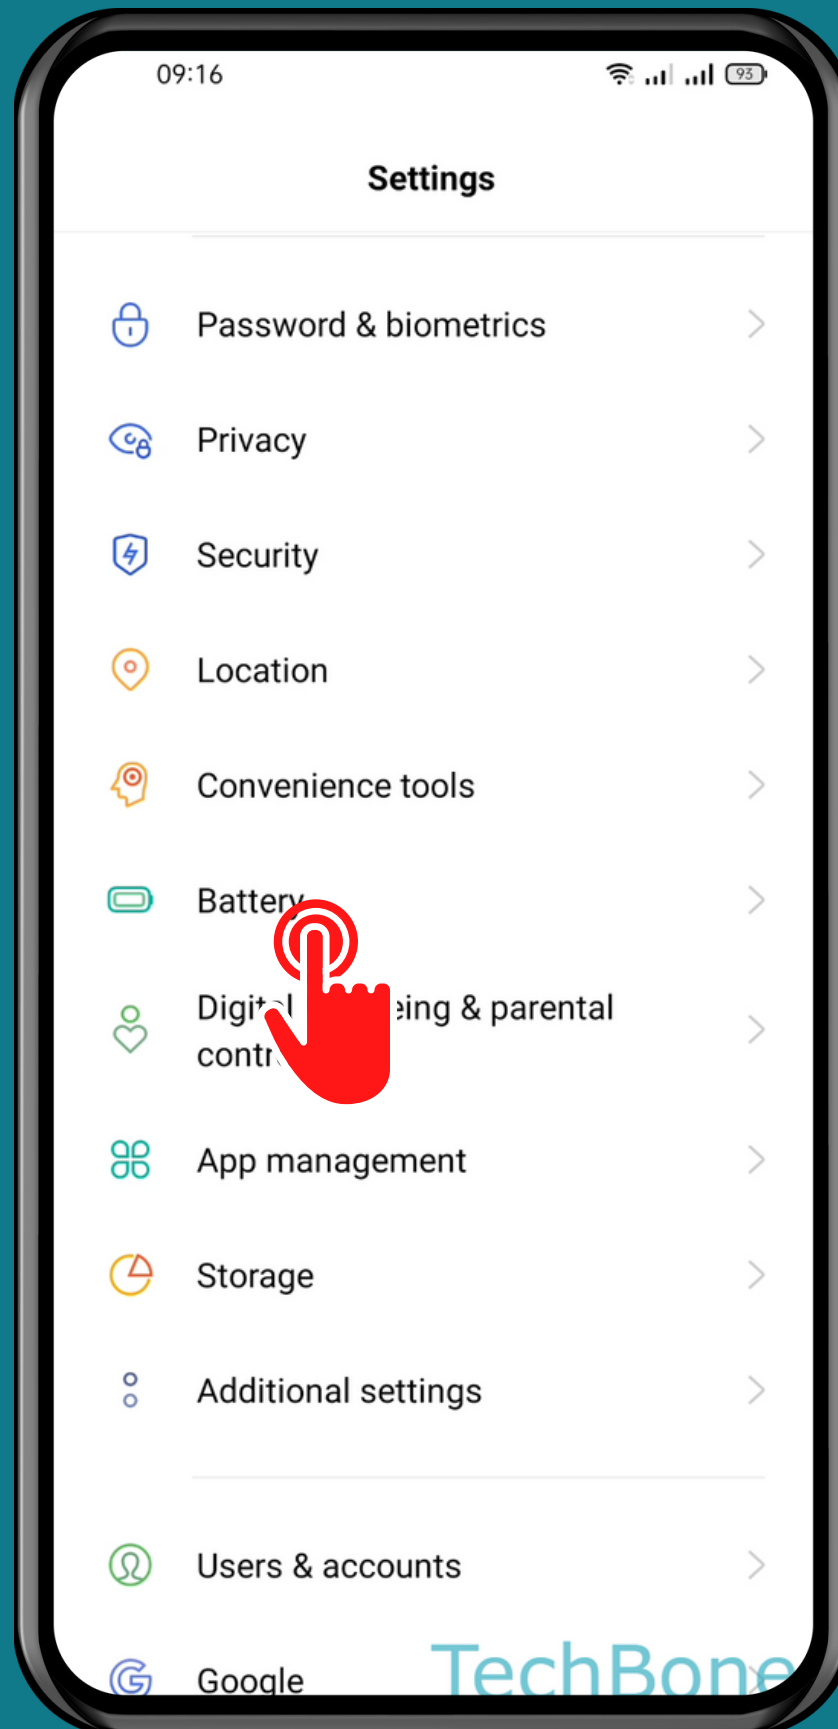 09:16 93
Settings
Password & biometrics
Privacy
Security
Location
Convenience tools
Battery
& parental
App management
Storage
Additional settings
Users & accounts
Google
TechBone